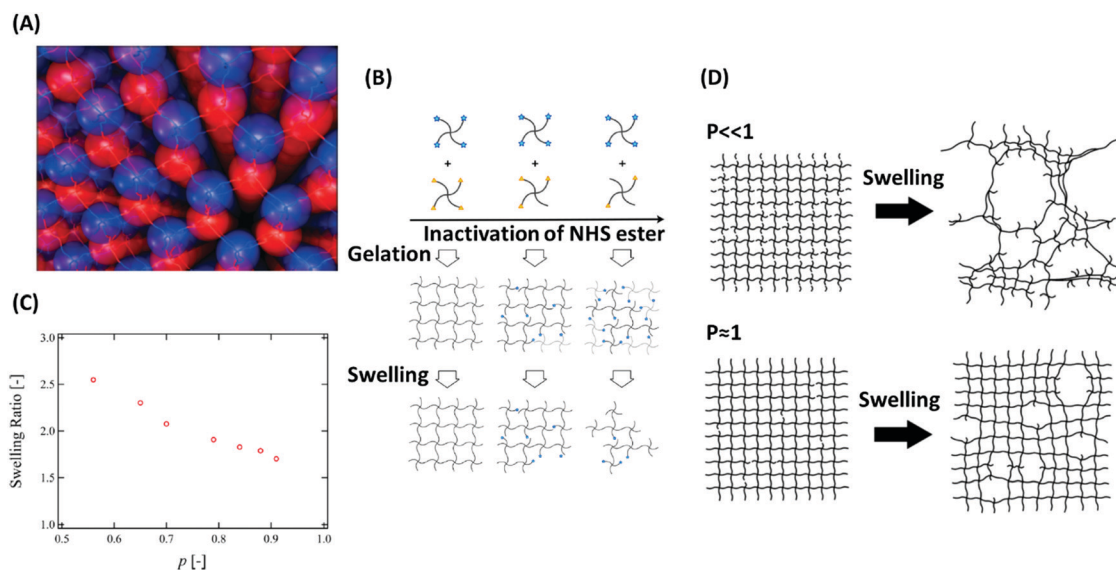 (A)
(B)
+ + +
Inactivation of NHS ester
Gelation
Swelling
(C)
Swelling Ratio [-]
3.0
2.5
2.0
1.5
1.0
0.5 0.6 0.7 0.8 0.9 1.0
p [-]
(D)
P<<1
Swelling
P≈1
Swelling